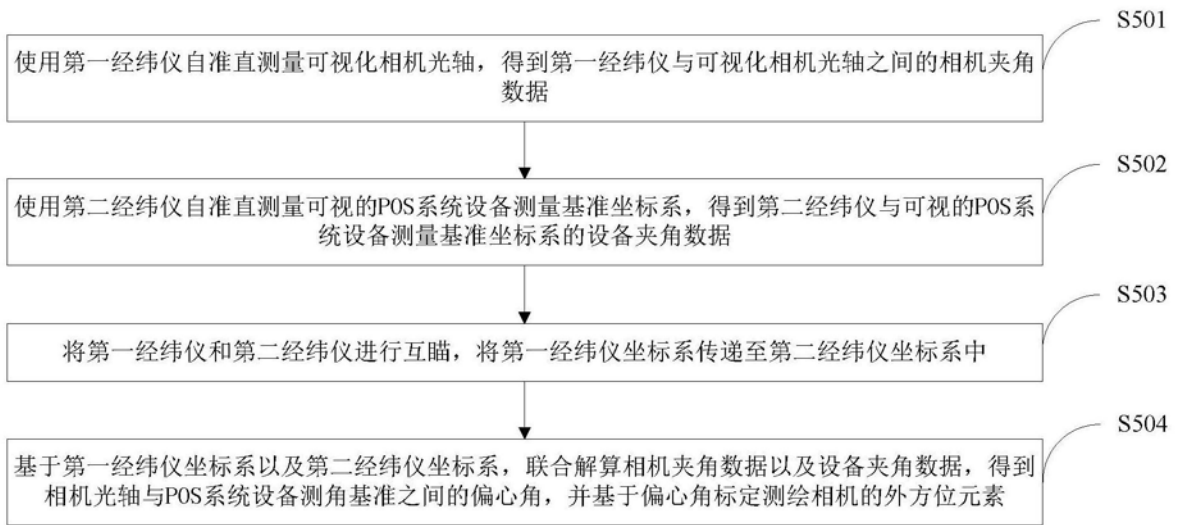 S501
使用第一经纬仪自准直测量可视化相机光轴，得到第一经纬仪与可视化相机光轴之间的相机夹角
数据
S502
使用第二经纬仪自准直测量可视的POS系统设备测量基准坐标系，得到第二经纬仪与可视的POS系
统设备测量基准坐标系的设备夹角数据
S503
将第一经纬仪和第二经纬仪进行互瞄，将第一经纬仪坐标系传递至第二经纬仪坐标系中
S504
基于第一经纬仪坐标系以及第二经纬仪坐标系，联合解算相机夹角数据以及设备夹角数据，得到
相机光轴与POS系统设备测角基准之间的偏心角，并基于偏心角标定测绘相机的外方位元素